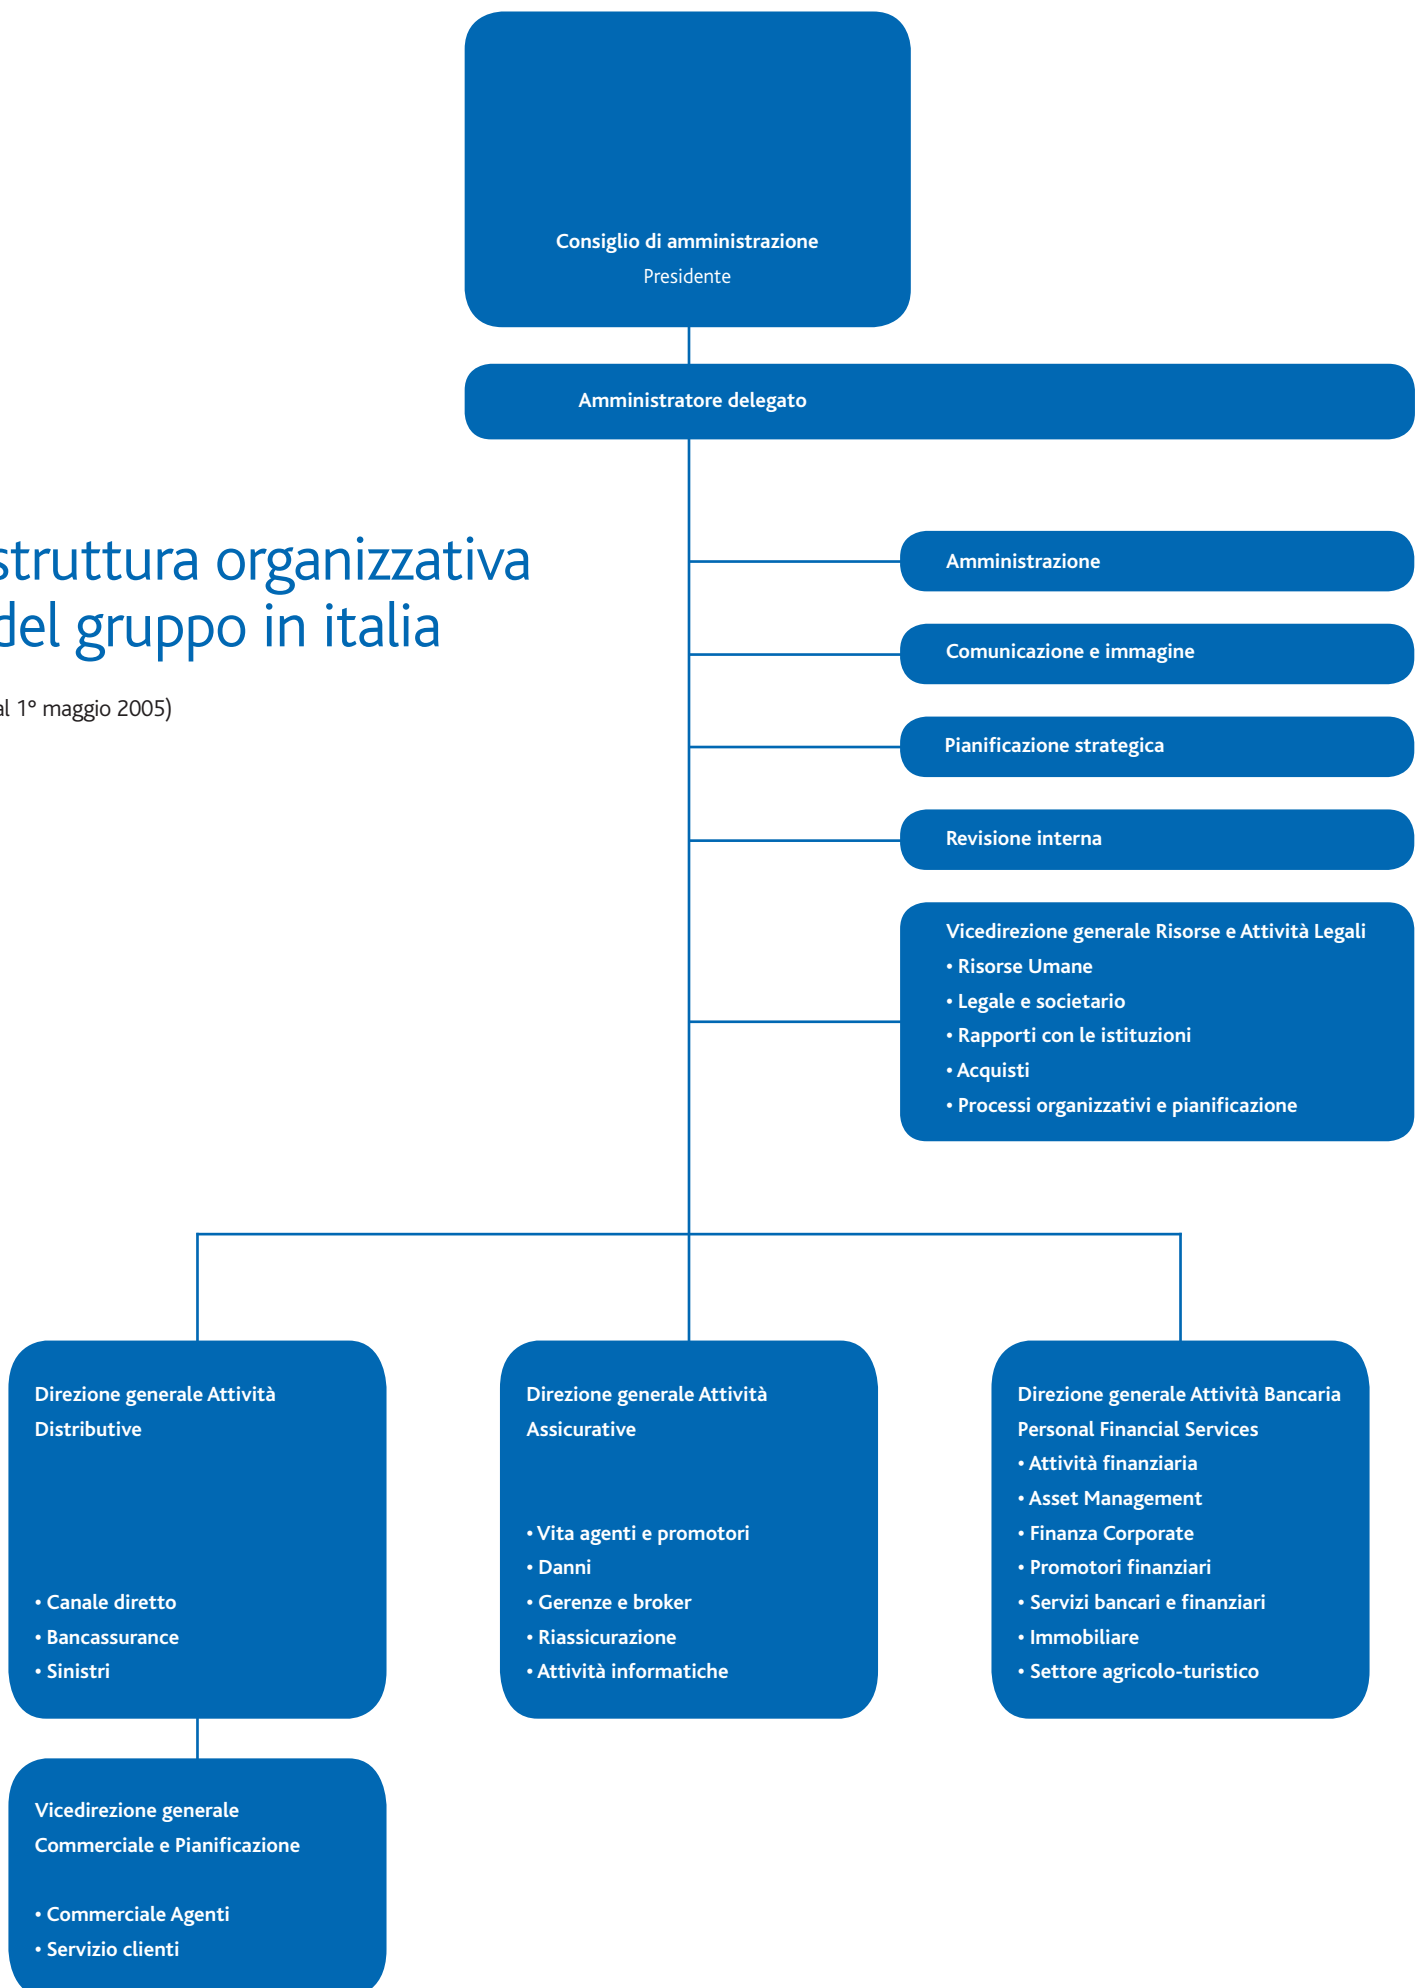 Consiglio di amministrazione
Presidente
Amministratore delegato
struttura organizzativa
del gruppo in italia
al 1° maggio 2005)
Amministrazione
Comunicazione e immagine
Pianificazione strategica
Revisione interna
Vicedirezione generale Risorse e Attività Legali
• Risorse Umane
• Legale e societario
• Rapporti con le istituzioni
• Acquisti
• Processi organizzativi e pianificazione
Direzione generale Attività
Distributive
• Canale diretto
• Bancassurance
• Sinistri
Direzione generale Attività
Assicurative
• Vita agenti e promotori
• Danni
• Gerenze e broker
• Riassicurazione
• Attività informatiche
Direzione generale Attività Bancaria
Personal Financial Services
• Attività finanziaria
• Asset Management
• Finanza Corporate
• Promotori finanziari
• Servizi bancari e finanziari
• Immobiliare
• Settore agricolo-turistico
Vicedirezione generale
Commerciale e Pianificazione
• Commerciale Agenti
• Servizio clienti